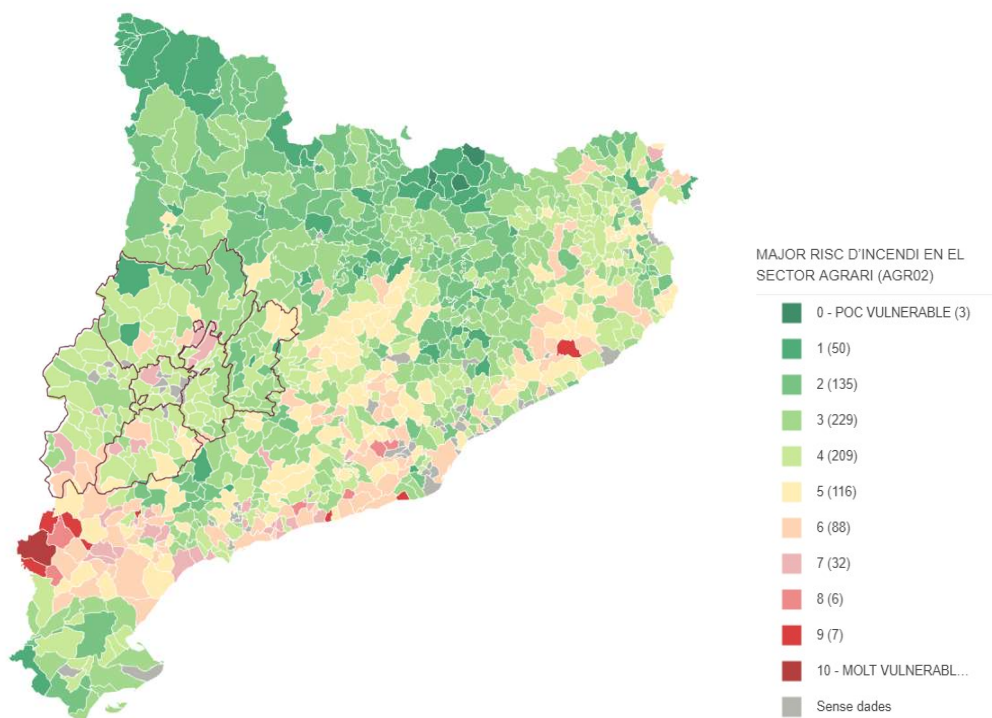 MAJOR RISC D'INCENDI EN EL
SECTOR AGRARI (AGR02)
0 - POC VULNERABLE (3)
1 (50)
2 (135)
3 (229)
4 (209)
5 (116)
6 (88)
7 (32)
8 (6)
9 (7)
10 - MOLT VULNERABL...
Sense dades